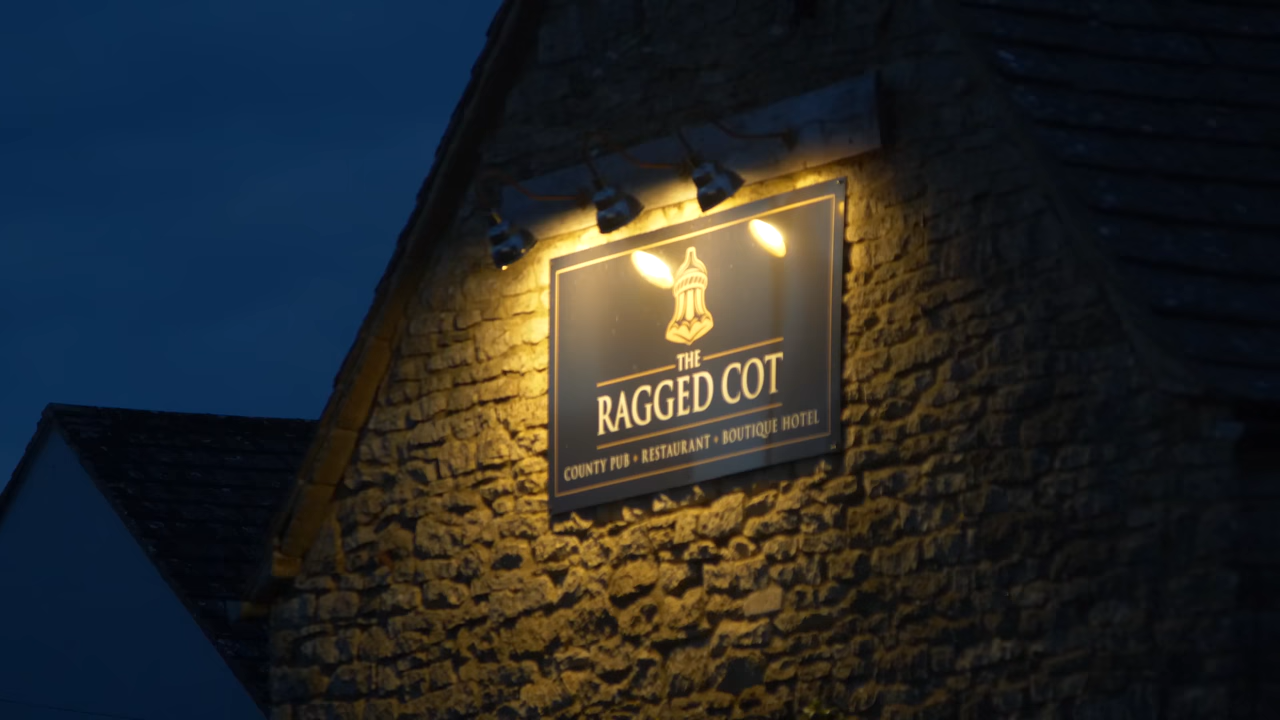 THE
RAGGED COT
COUNTY PUB • RESTAURANT • BOUTIQUE HOTEL